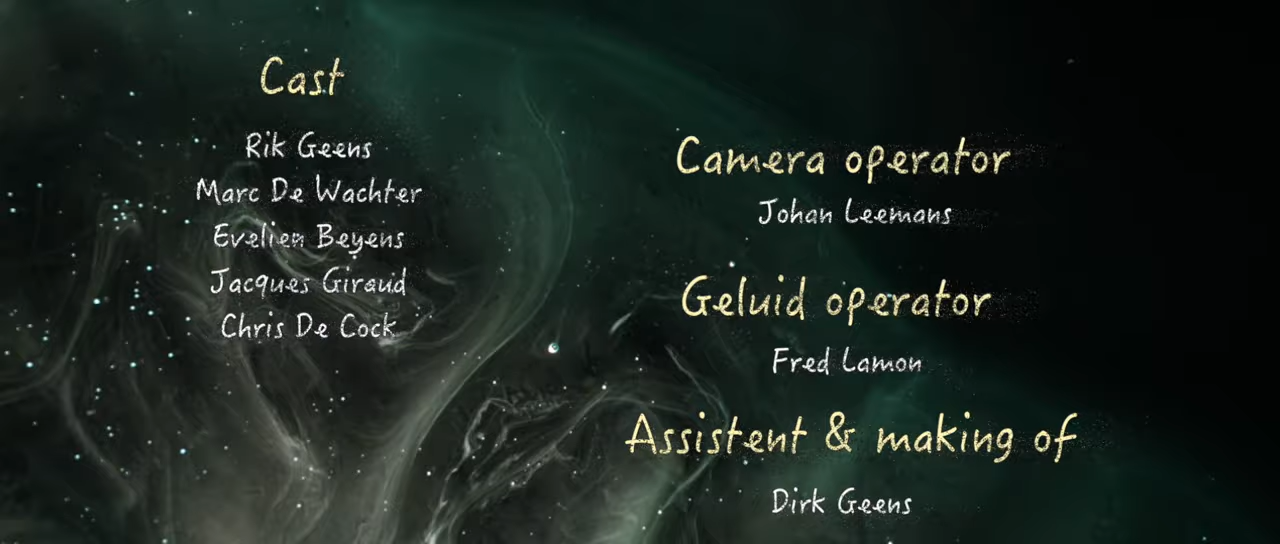 Cast
Rik Geens
Marc De Wachter
Evelien Beyens
Jacques Giraud
Chris De Cock
Camera operator
Johan Leemans
Geluid operator
Fred Lamon
Assistent & making of
Dirk Geens